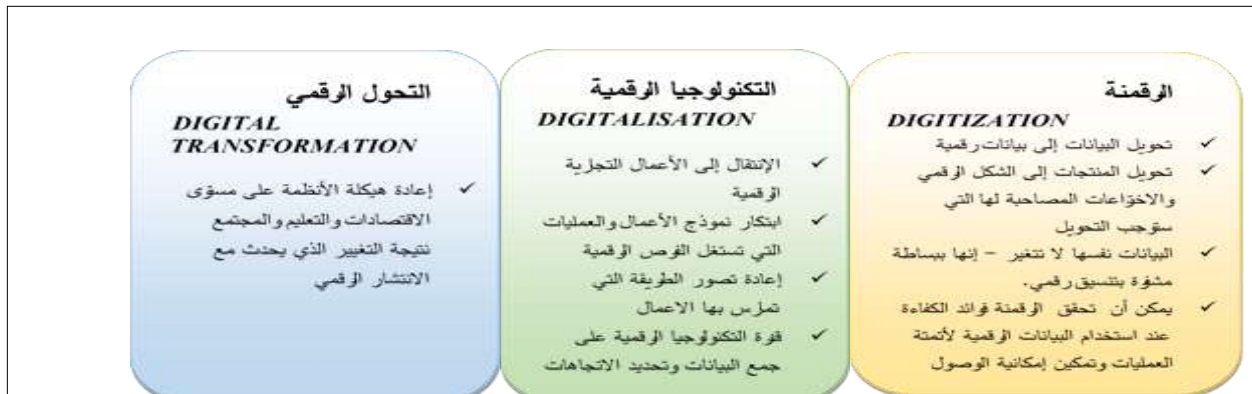 الرقمنة
DIGITIZATION
✓ تحويل البيانات إلى بيانات رقمية
✓ تحويل المنتجات إلى الشكل الرقمي
والاختراعات المصاحبة لها التي
ستوجب التحويل
✓ البيانات نفسها لا تتغير – إنها ببساطة
مشفرة بتنسيق رقمي.
✓ يمكن أن تحقق الرقمنة فوائد الكفاءة
عند استخدام البيانات الرقمية لأتمتة
العمليات وتمكين إمكانية الوصول
التكنولوجيا الرقمية
DIGITALISATION
✓ الإنتقال إلى الأعمال التجارية
الرقمية
✓ ابتكار نموذج الأعمال والعمليات
التي تستغل الفرص الرقمية
✓ إعادة تصور الطريقة التي
تمارس بها الاعمال
✓ قوة التكنولوجيا الرقمية على
جمع البيانات وتحديد الاتجاهات
التحول الرقمي
DIGITAL
TRANSFORMATION
✓ إعادة هيكلة الأنظمة على مستوى
الاقتصادات والتعليم والمجتمع
نتيجة التغيير الذي يحدث مع
الانتشار الرقمي